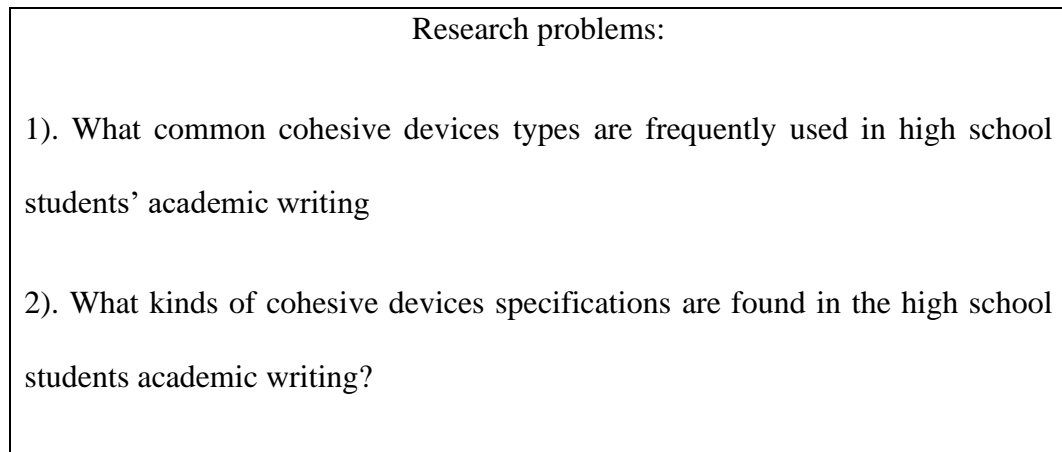 Research problems:
1). What common cohesive devices types are frequently used in high school
students’ academic writing
2). What kinds of cohesive devices specifications are found in the high school
students academic writing?